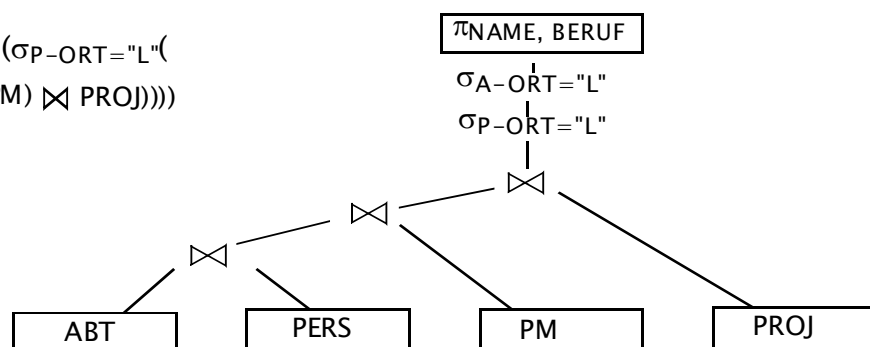 (σP–ORT="L"(
M) ⋈ PROJ))))
πNAME, BERUF
σA–ORT="L"
σP–ORT="L"
⋈
⋈
⋈
ABT PERS PM PROJ